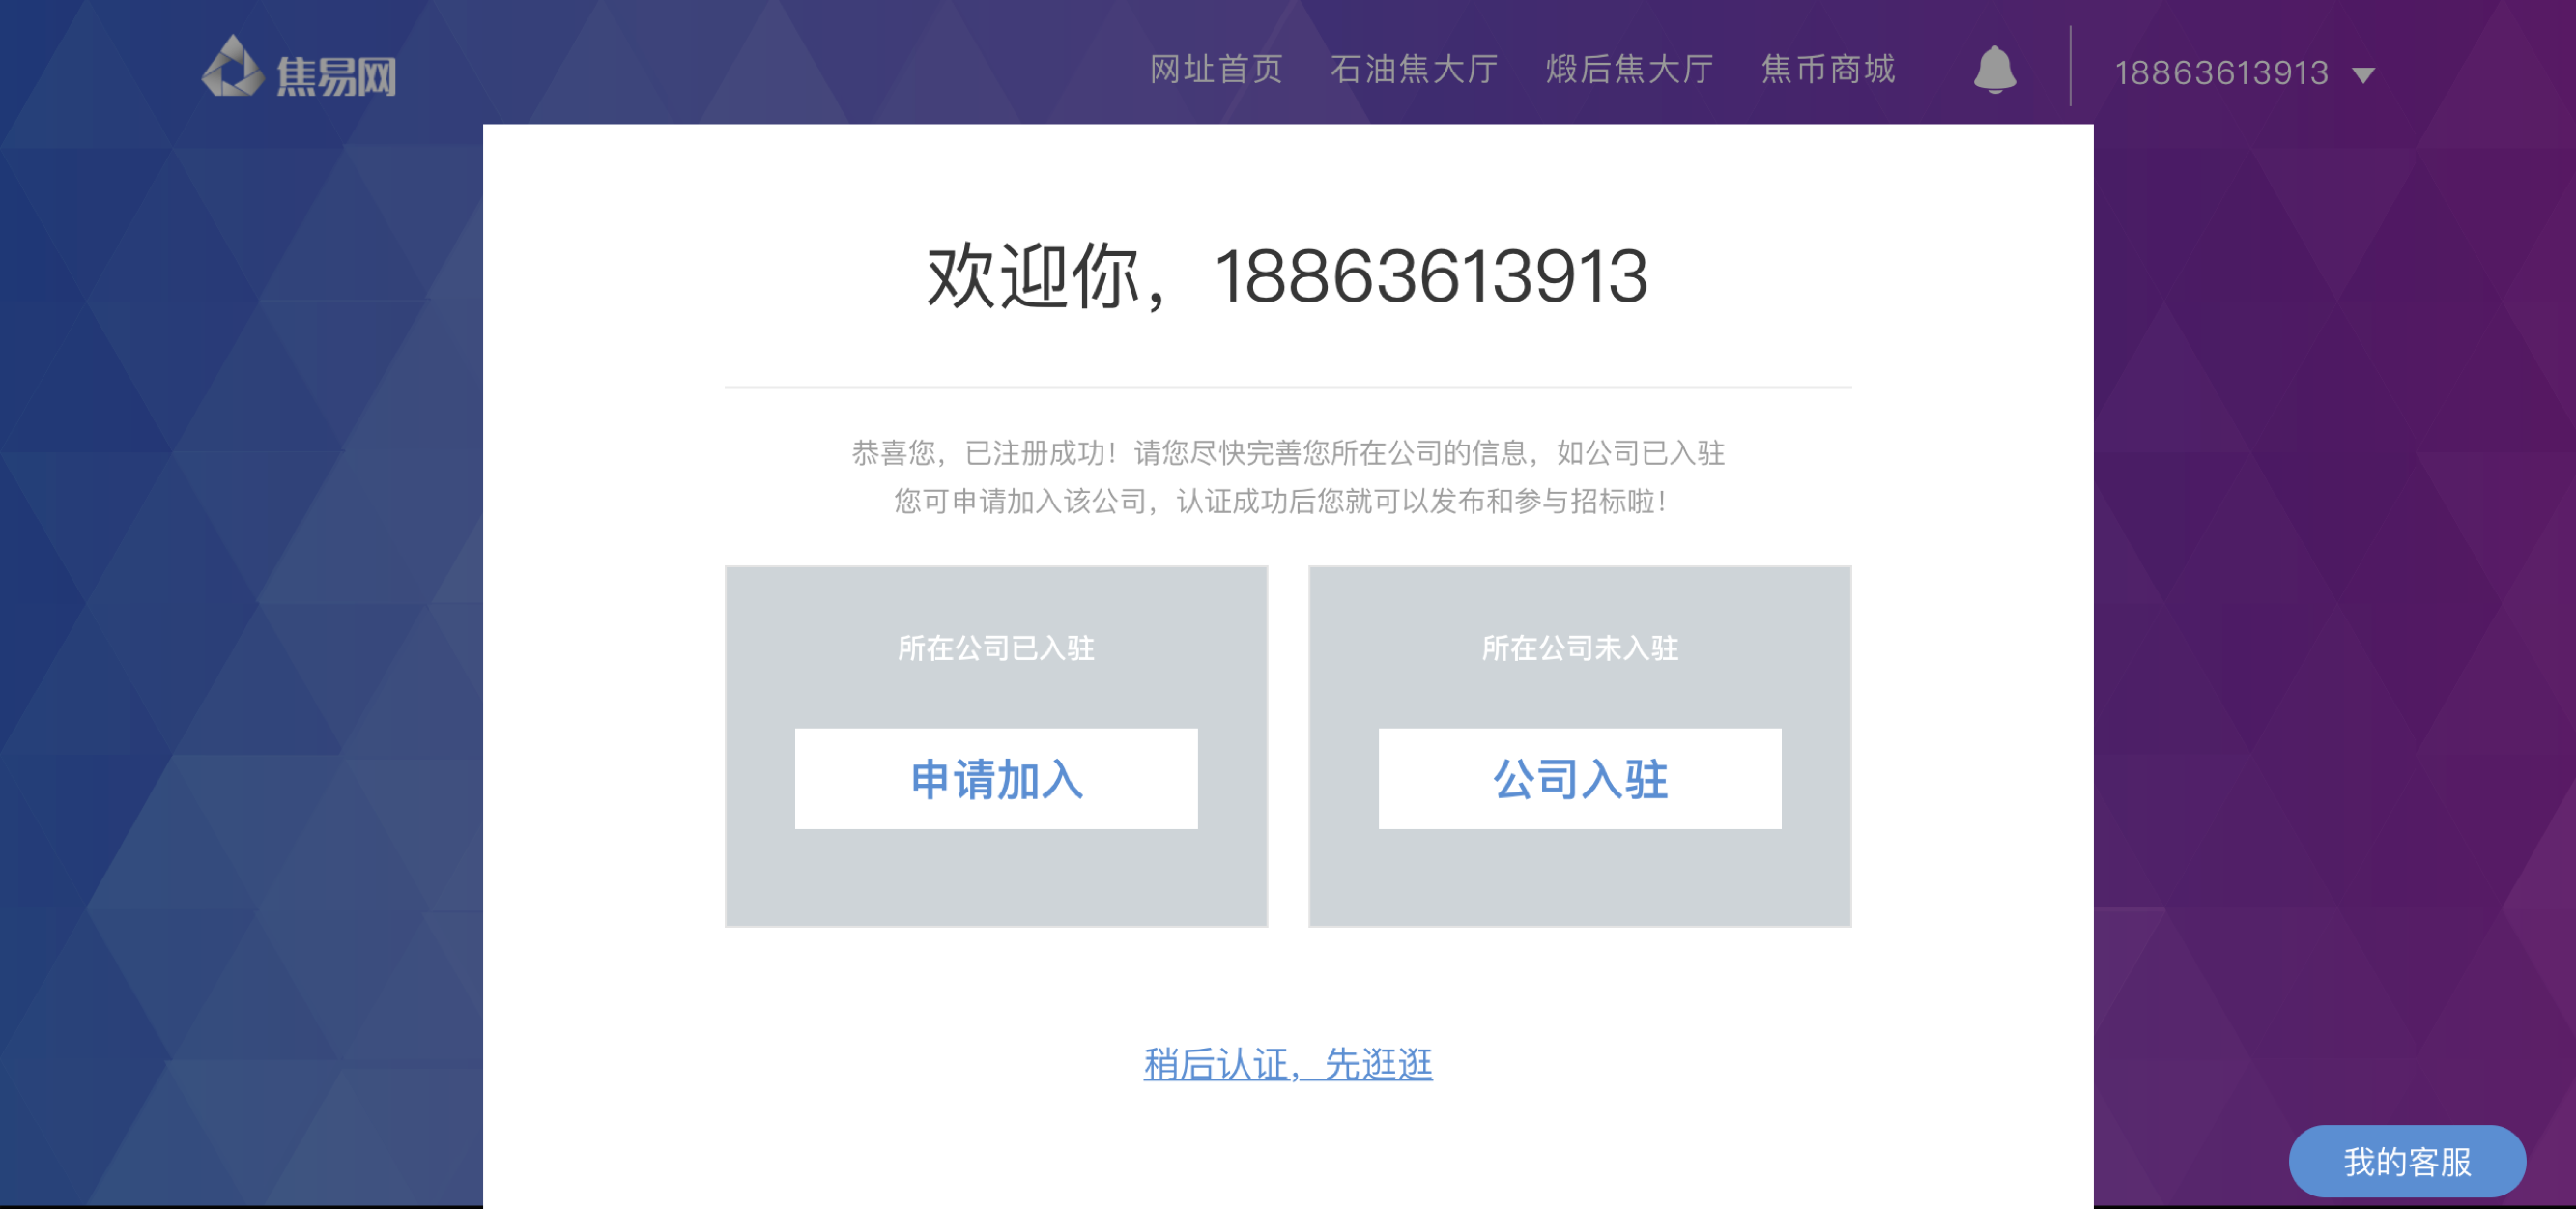 焦易网
网址首页 石油焦大厅 煅后焦大厅 焦币商城 18863613913
欢迎你，18863613913
恭喜您，已注册成功！请您尽快完善您所在公司的信息，如公司已入驻
您可申请加入该公司，认证成功后您就可以发布和参与招标啦！
所在公司已入驻 所在公司未入驻
申请加入 公司入驻
稍后认证，先逛逛
我的客服